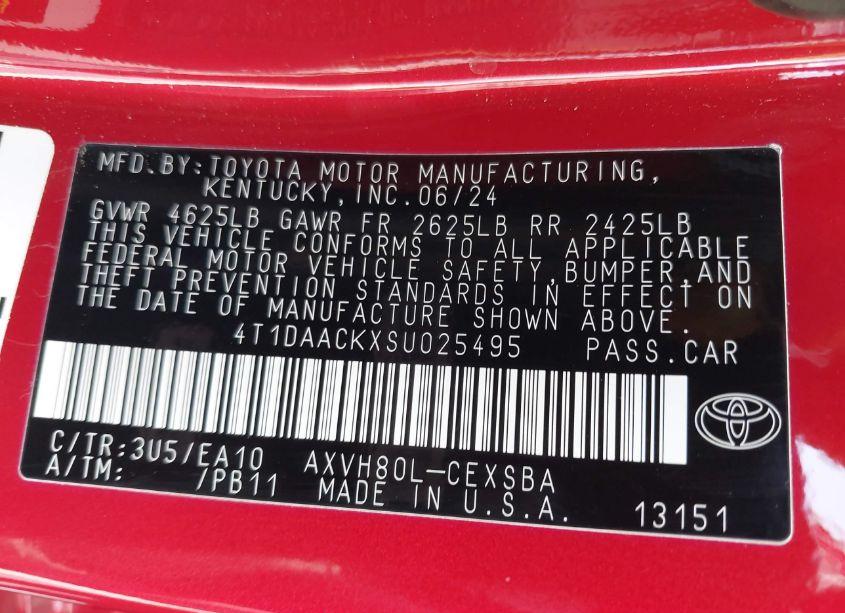 MFD.BY:TOYOTA MOTOR MANUFACTURING,
KENTUCKY,INC.06/24
GVWR 4625LB GAWR FR 2625LB RR 2425LB
THIS VEHICLE CONFORMS TO ALL APPLICABLE
FEDERAL MOTOR VEHICLE SAFETY,BUMPER,AND
THEFT PREVENTION STANDARDS IN EFFECT ON
THE DATE OF MANUFACTURE SHOWN ABOVE.
4T1DAACKXSU025495 PASS.CAR
C/TR:3U5/EA10 AXVH80L-CEXSBA
A/TM: /PB11 MADE IN U.S.A. 13151